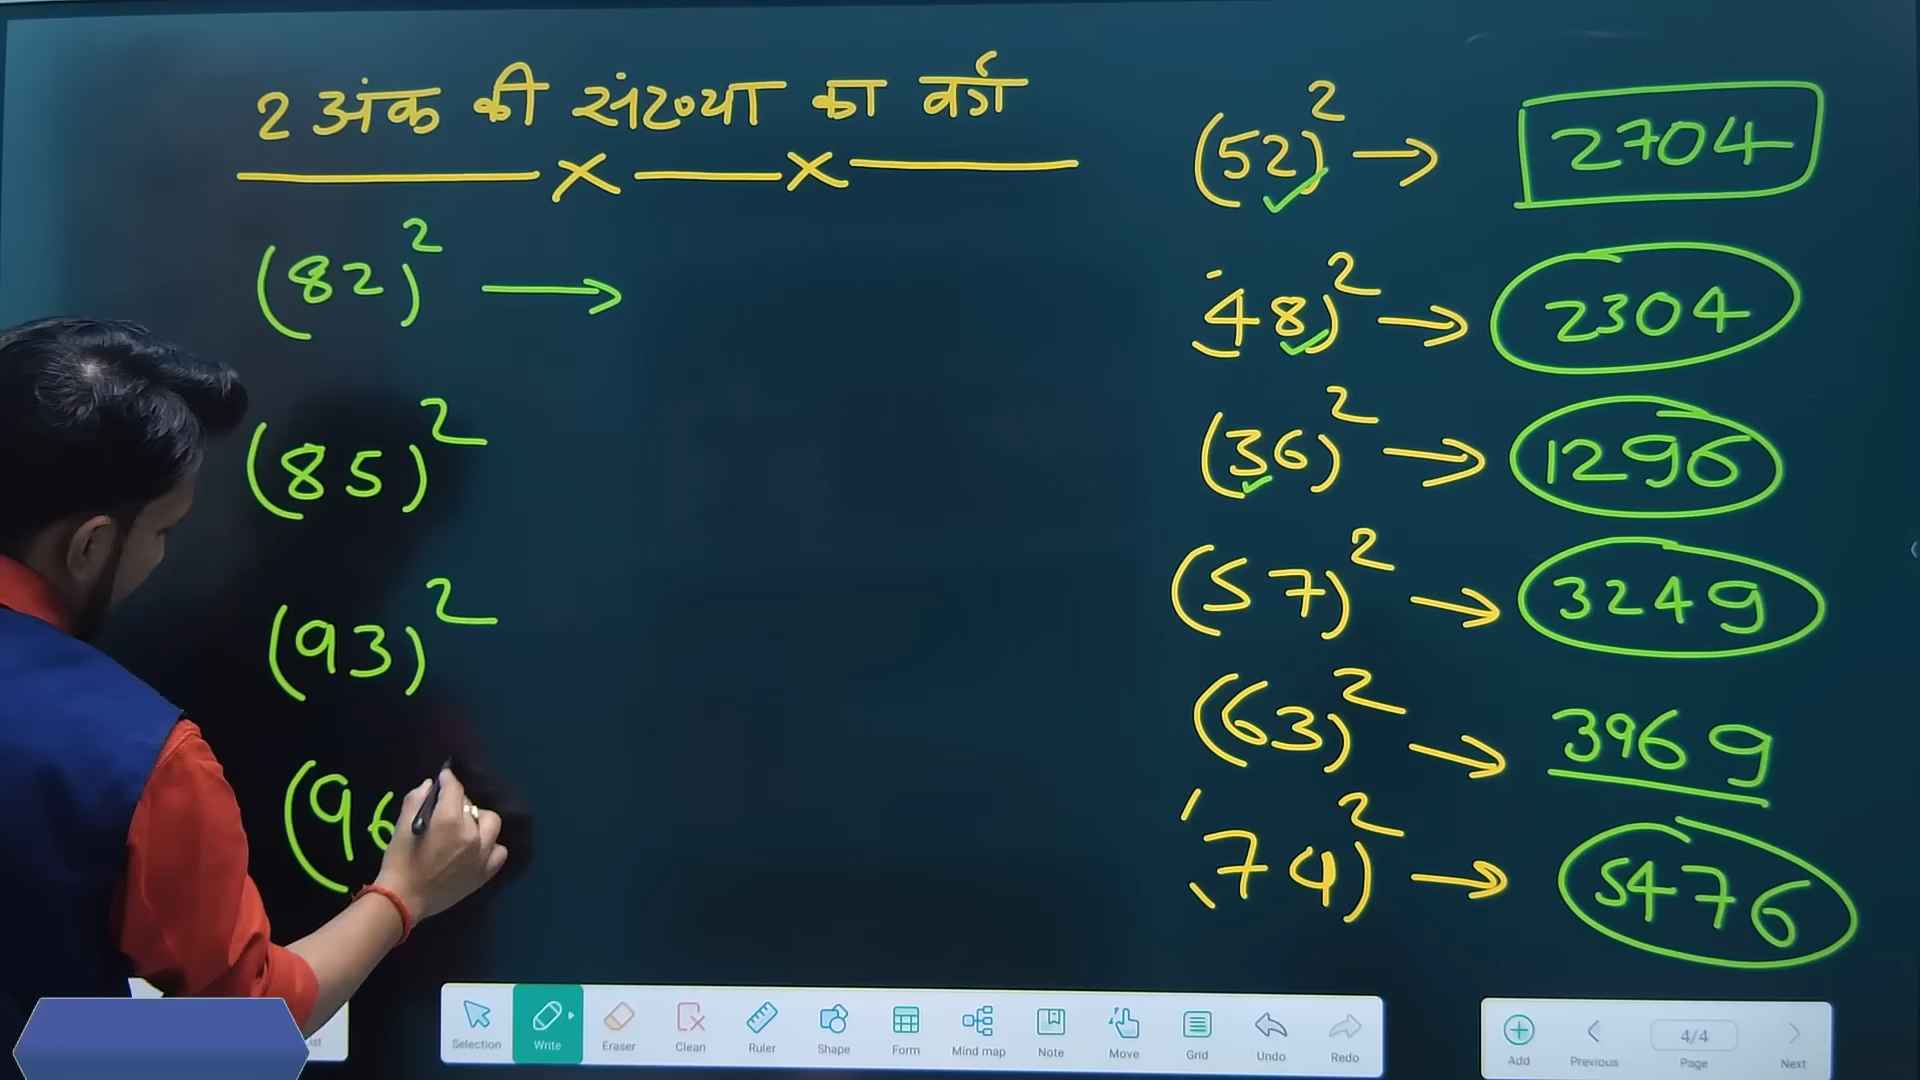 2 अंक की संख्या का वर्ग
(82)² →
(85)²
(93)²
(96
(52)² → 2704
48)² → 2304
(36)² → 1296
(57)² → 3249
(63)² → 3969
(74)² → 5476
Selection
Write
Eraser
Clean
Ruler
Shape
Form
Mind map
Note
Move
Grid
Undo
Redo
Add
Previous
4/4
Page
Next